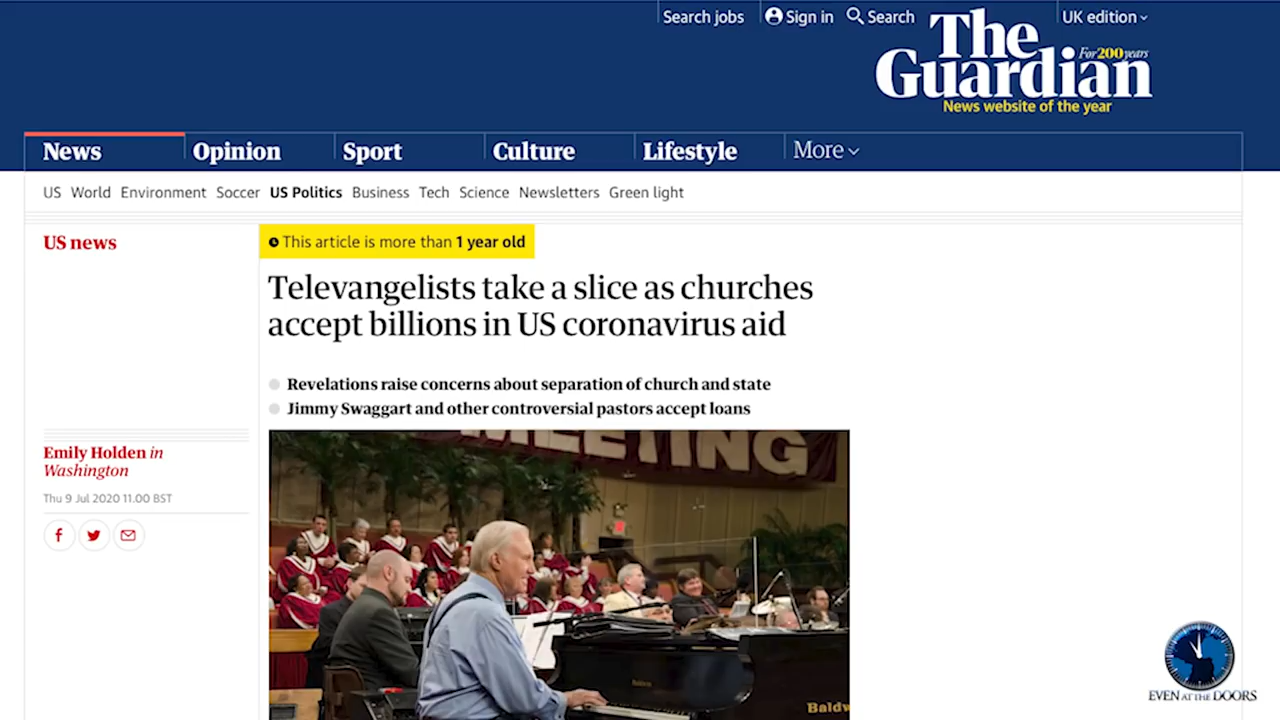 Search jobs
Sign in
Search
UK edition
The
Guardian
For 200 years
News website of the year
News
Opinion
Sport
Culture
Lifestyle
More
US World Environment Soccer US Politics Business Tech Science Newsletters Green light
US news
This article is more than 1 year old
Televangelists take a slice as churches
accept billions in US coronavirus aid
Revelations raise concerns about separation of church and state
Jimmy Swaggart and other controversial pastors accept loans
Emily Holden in
Washington
Thu 9 Jul 2020 11.00 BST
MEETING
Baldwin
Baldw
EVEN AT THE DOORS